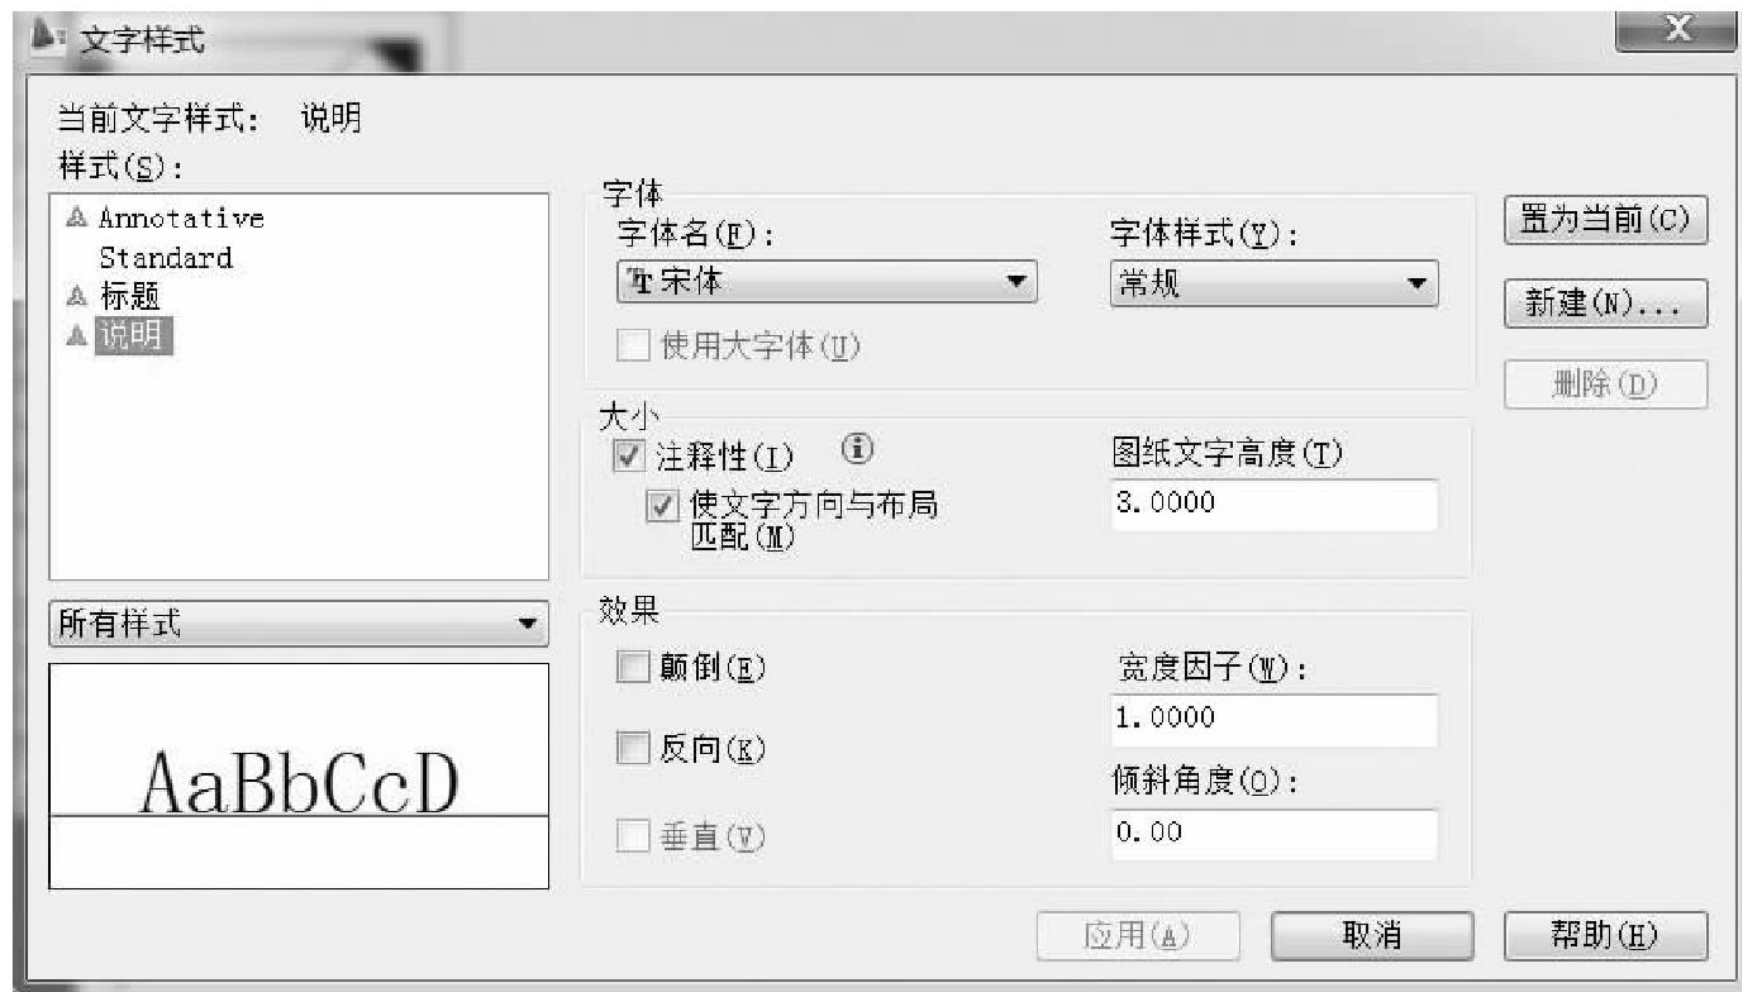 文字样式
X
当前文字样式: 说明
样式(S):
Annotative
Standard
标题
说明
所有样式
AaBbCcD
字体
字体名(F):
宋体
字体样式(Y):
常规
使用大字体(U)
大小
注释性(I)
使文字方向与布局
匹配(M)
图纸文字高度(T)
3.0000
效果
颠倒(E)
反向(K)
垂直(V)
宽度因子(W):
1.0000
倾斜角度(O):
0.00
置为当前(C)
新建(N)...
删除(D)
应用(A)
取消
帮助(H)